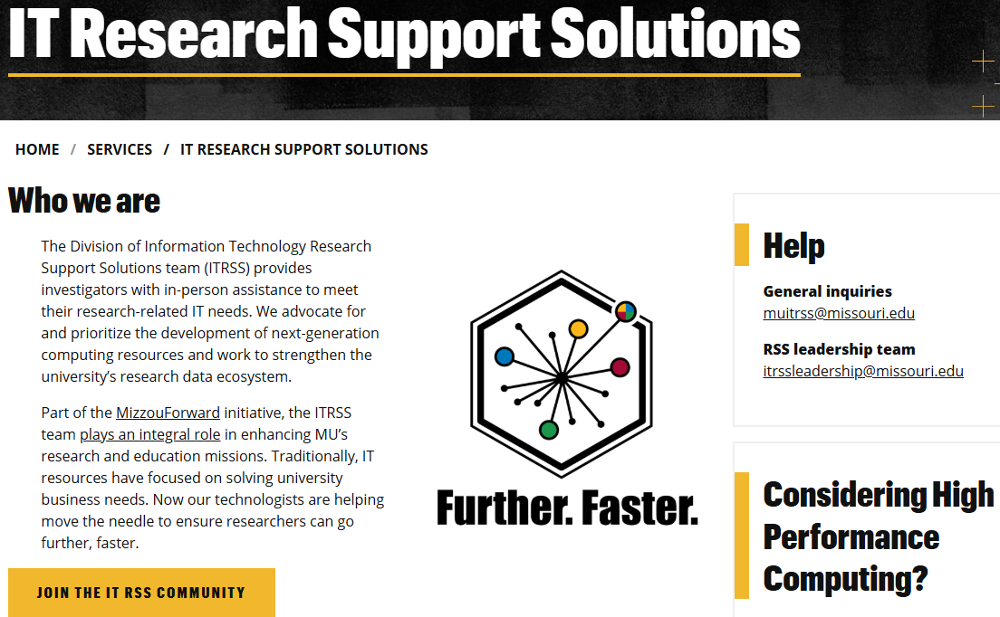 IT Research Support Solutions
HOME / SERVICES / IT RESEARCH SUPPORT SOLUTIONS
Who we are
The Division of Information Technology Research
Support Solutions team (ITRSS) provides
investigators with in-person assistance to meet
their research-related IT needs. We advocate for
and prioritize the development of next-generation
computing resources and work to strengthen the
university’s research data ecosystem.
Part of the MizzouForward initiative, the ITRSS
team plays an integral role in enhancing MU’s
research and education missions. Traditionally, IT
resources have focused on solving university
business needs. Now our technologists are helping
move the needle to ensure researchers can go
further, faster.
JOIN THE IT RSS COMMUNITY
Further. Faster.
Help
General inquiries
muitrss@missouri.edu
RSS leadership team
itrssleadership@missouri.edu
Considering High
Performance
Computing?